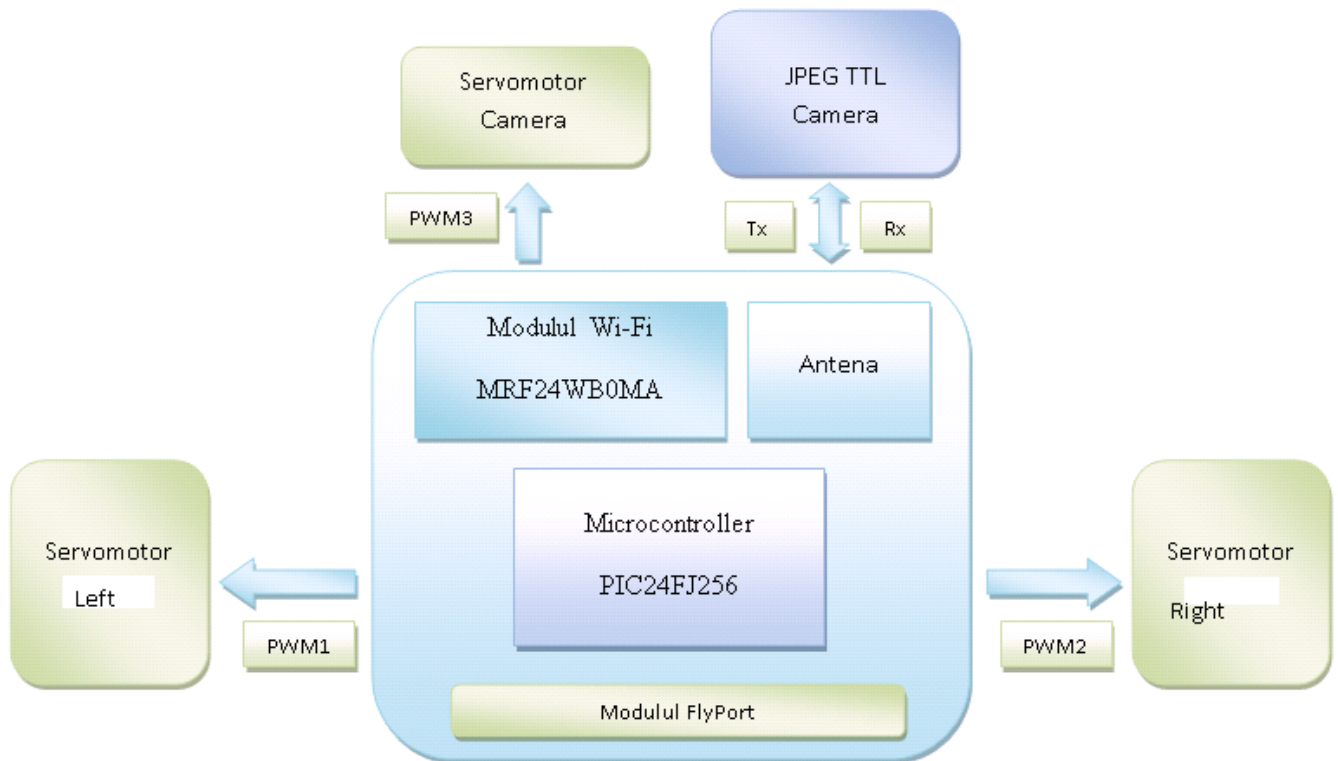 Servomotor
Camera
JPEG TTL
Camera
PWM3
Tx
Rx
Modulul Wi-Fi
MRF24WB0MA
Antena
Microcontroller
PIC24FJ256
Servomotor
Left
PWM1
Servomotor
Right
PWM2
Modulul FlyPort